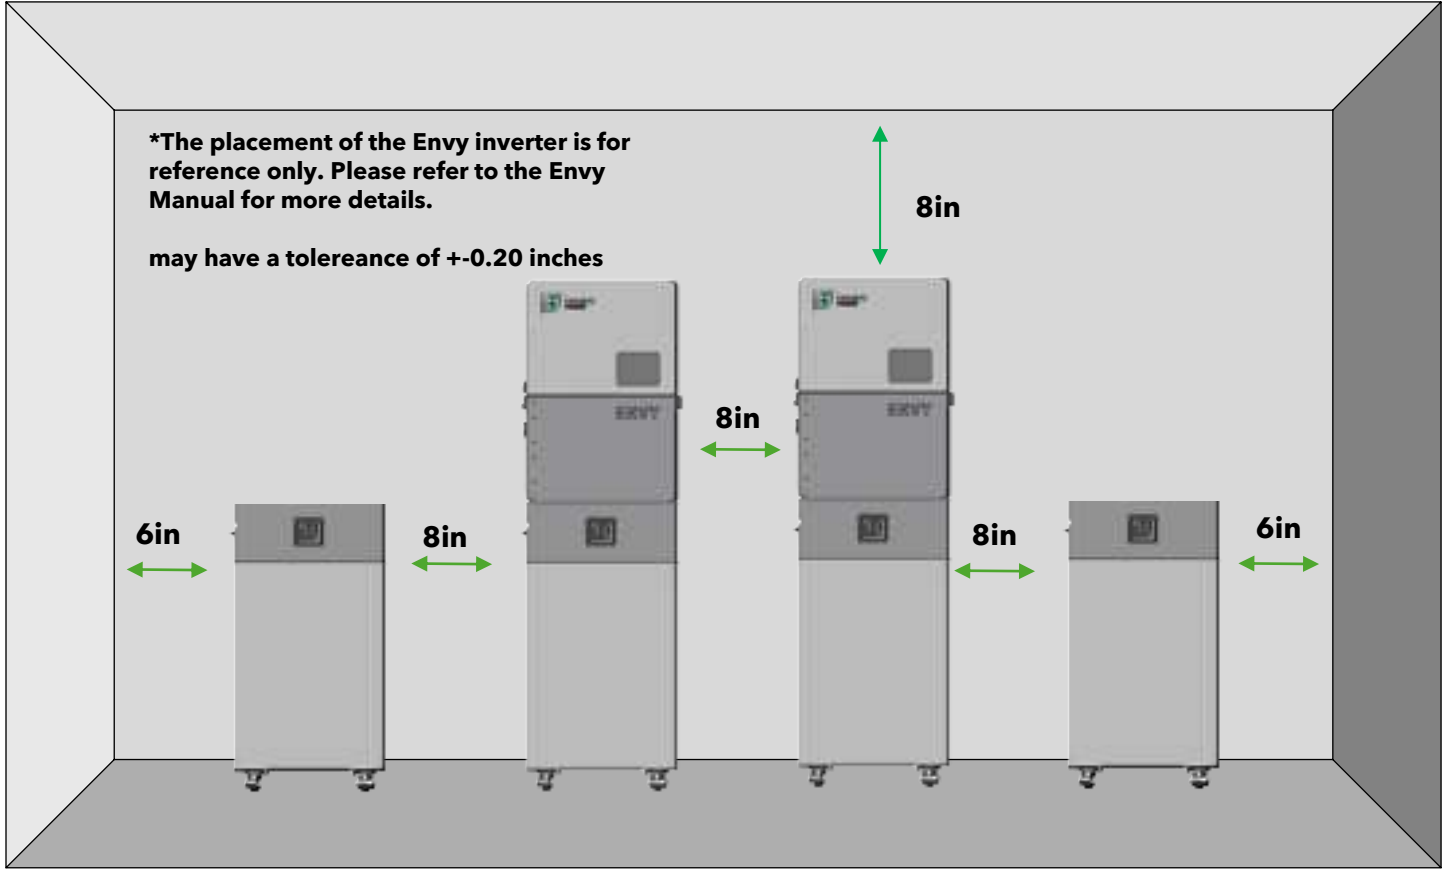 *The placement of the Envy inverter is for
reference only. Please refer to the Envy
Manual for more details.
may have a tolereance of +-0.20 inches
8in
8in
ENVY
ENVY
6in
8in
8in
6in